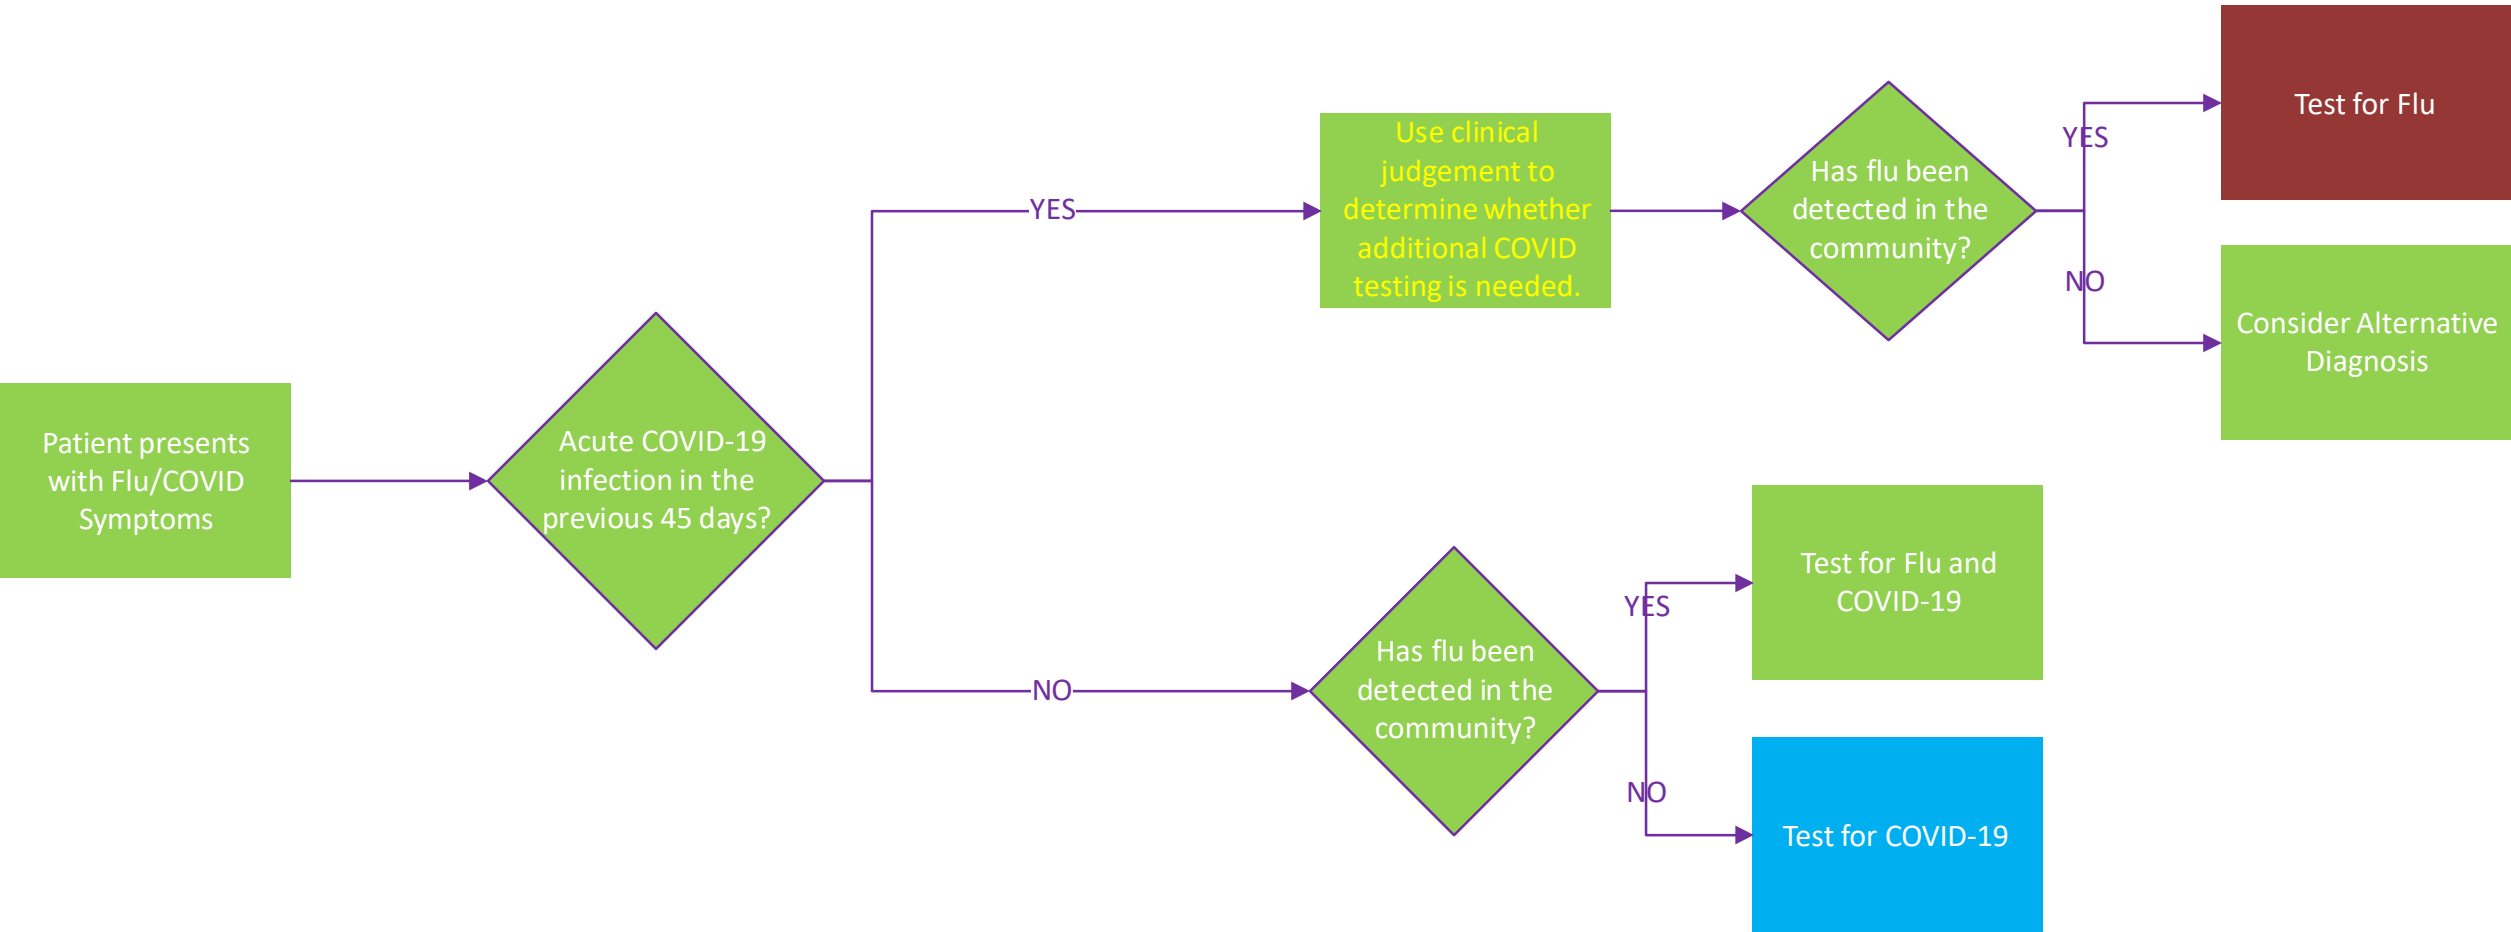 Patient presents
with Flu/COVID
Symptoms
Acute COVID-19
infection in the
previous 45 days?
YES
Use clinical
judgement to
determine whether
additional COVID
testing is needed.
Has flu been
detected in the
community?
YES
Test for Flu
NO
Consider Alternative
Diagnosis
NO
Has flu been
detected in the
community?
YES
Test for Flu and
COVID-19
NO
Test for COVID-19